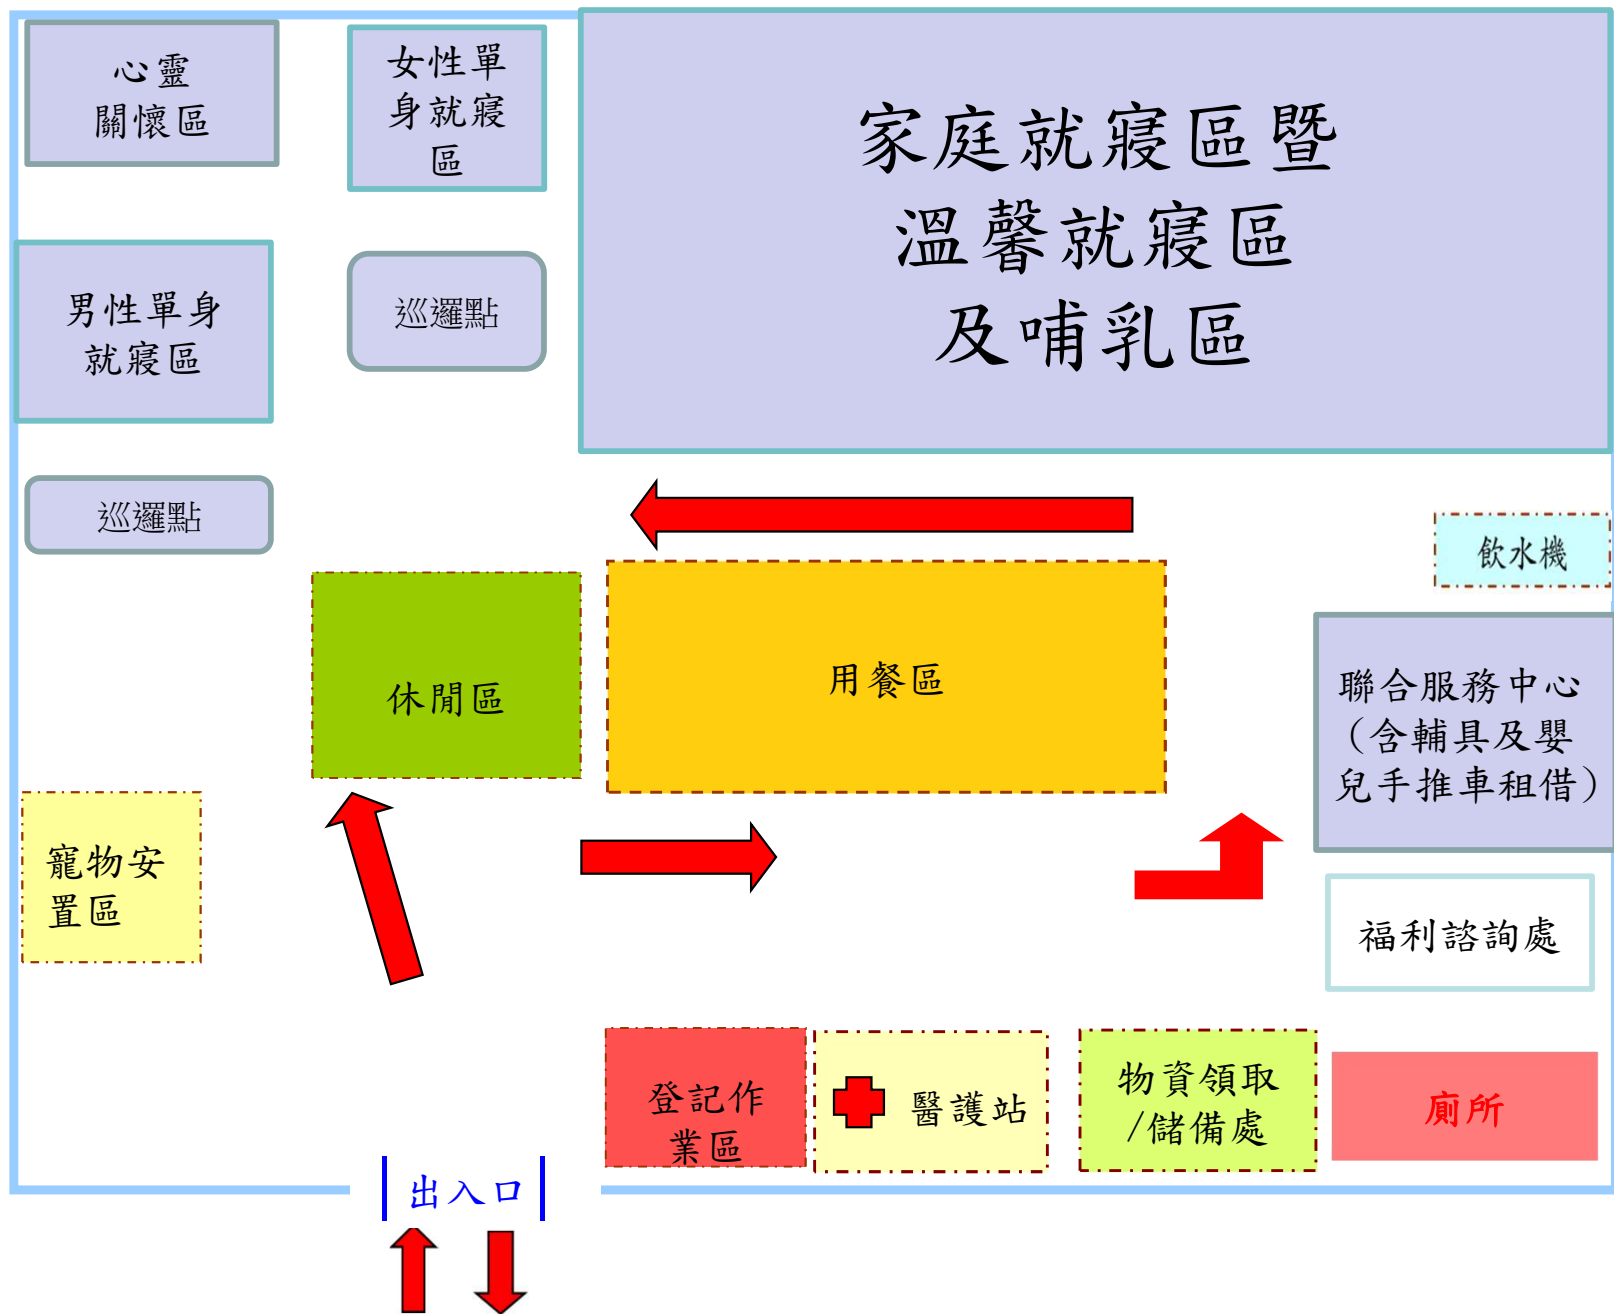 心靈
關懷區
女性單
身就寢
區
家庭就寢區暨
溫馨就寢區
及哺乳區
男性單身
就寢區
巡邏點
巡邏點
飲水機
休閒區
用餐區
聯合服務中心
（含輔具及嬰
兒手推車租借）
寵物安
置區
福利諮詢處
登記作
業區
醫護站
物資領取
/儲備處
廁所
出入口